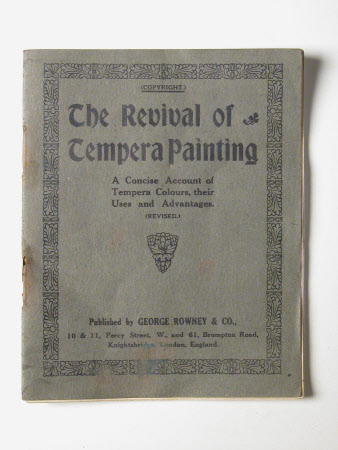 (COPYRIGHT.)
The Revival of
Tempera Painting
A Concise Account of
Tempera Colours, their
Uses and Advantages.
(REVISED.)
Published by GEORGE ROWNEY & CO.,
10 & 11, Percy Street, W., and 61, Brompton Road,
Knightsbridge, London, England.